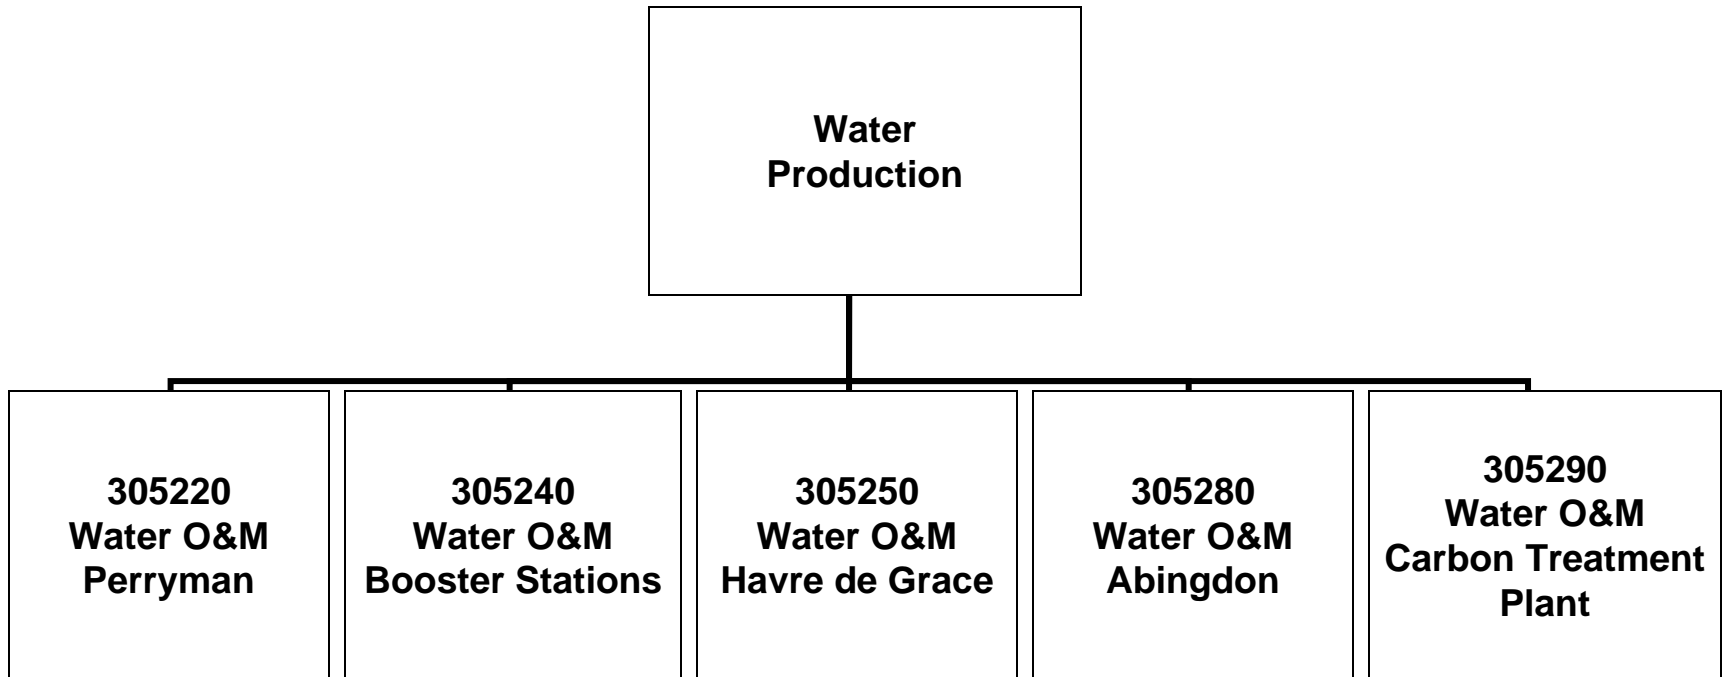 Water
Production
305220
Water O&M
Perryman
305240
Water O&M
Booster Stations
305250
Water O&M
Havre de Grace
305280
Water O&M
Abingdon
305290
Water O&M
Carbon Treatment
Plant